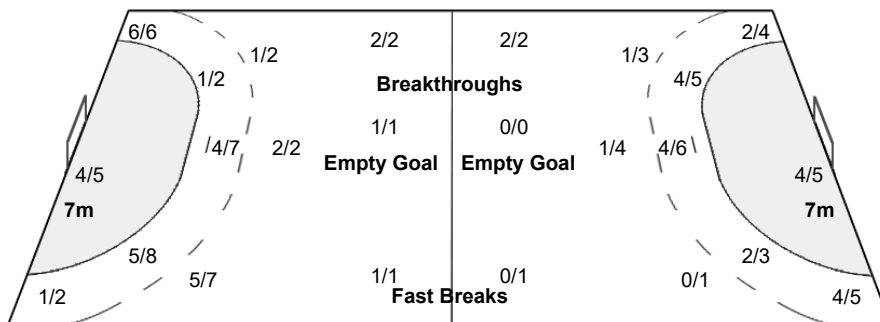 6/6 2/2 2/2 2/4
1/2 1/3
1/2 Breakthroughs 4/5
1/1 0/0
4/7 2/2 1/4 4/6
Empty Goal Empty Goal
4/5 4/5
7m 7m
5/8 2/3
5/7 1/1 0/1 0/1
1/2 Fast Breaks 4/5